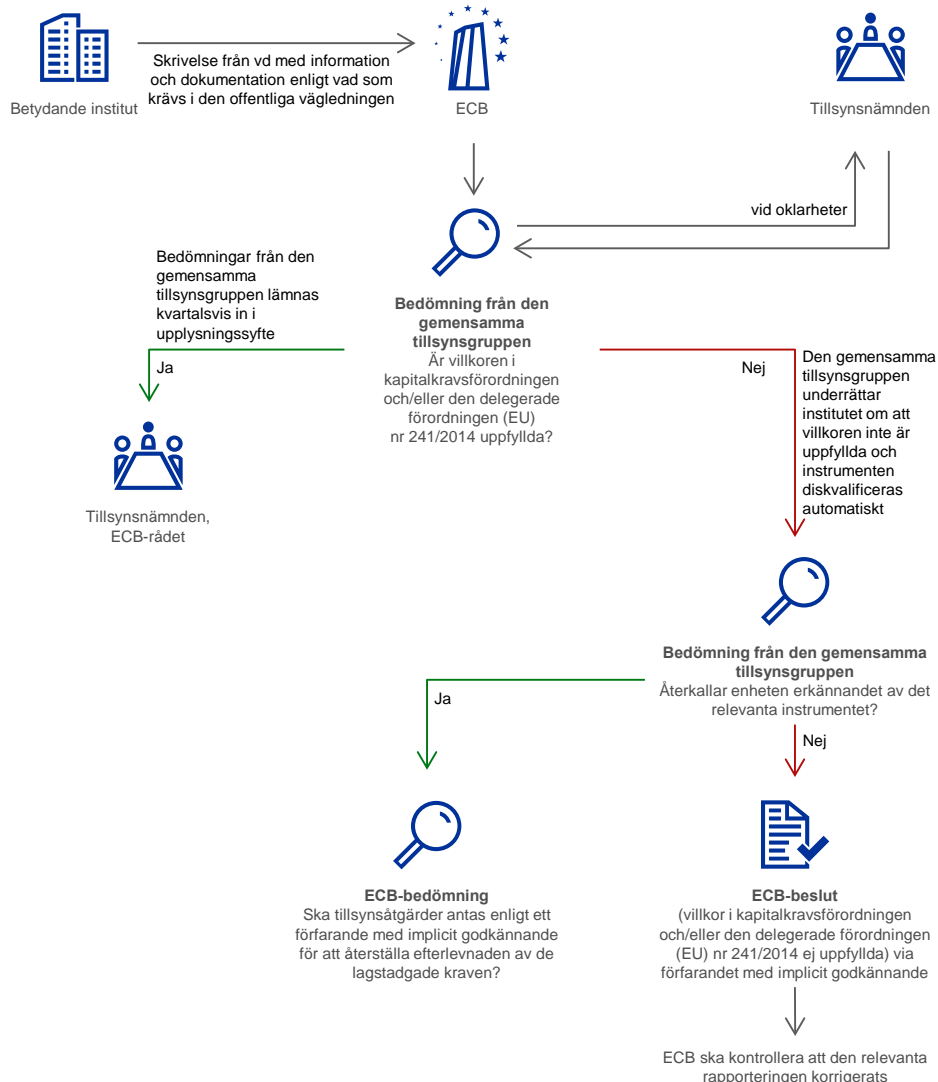 Skrivelse från vd med information
och dokumentation enligt vad som
krävs i den offentliga vägledningen
Betydande institut
ECB
Tillsynsnämnden
vid oklarheter
Bedömningar från den
gemensamma
tillsynsgruppen lämnas
kvartalsvis in i
upplysningssyfte
Ja
Bedömning från den
gemensamma
tillsynsgruppen
Är villkoren i
kapitalkravsförordningen
och/eller den delegerade
förordningen (EU)
nr 241/2014 uppfyllda?
Nej
Den gemensamma
tillsynsgruppen
underrättar
institutet om att
villkoren inte är
uppfyllda och
instrumenten
diskvalificeras
automatiskt
Tillsynsnämnden,
ECB-rådet
Bedömning från den gemensamma
tillsynsgruppen
Återkallar enheten erkännandet av det
relevanta instrumentet?
Ja
Nej
ECB-bedömning
Ska tillsynsåtgärder antas enligt ett
förfarande med implicit godkännande
för att återställa efterlevnaden av de
lagstadgade kraven?
ECB-beslut
(villkor i kapitalkravsförordningen
och/eller den delegerade förordningen
(EU) nr 241/2014 ej uppfyllda) via
förfarandet med implicit godkännande
ECB ska kontrollera att den relevanta
rapporteringen korrigerats